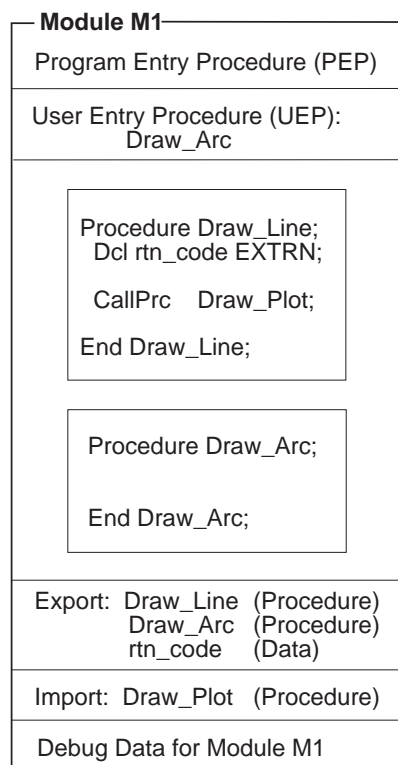 Module M1
Program Entry Procedure (PEP)
User Entry Procedure (UEP):
Draw_Arc
Procedure Draw_Line;
Dcl rtn_code EXTRN;
CallPrc Draw_Plot;
End Draw_Line;
Procedure Draw_Arc;
End Draw_Arc;
Export: Draw_Line (Procedure)
Draw_Arc (Procedure)
rtn_code (Data)
Import: Draw_Plot (Procedure)
Debug Data for Module M1